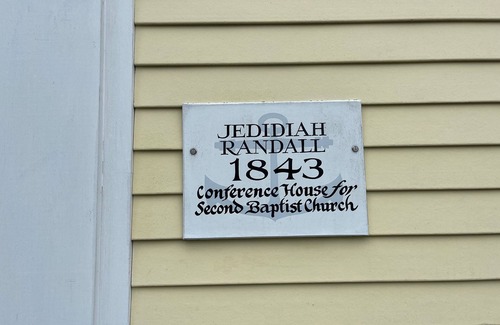 JEDIDIAH
RANDALL
1843
Conference House for
Second Baptist Church